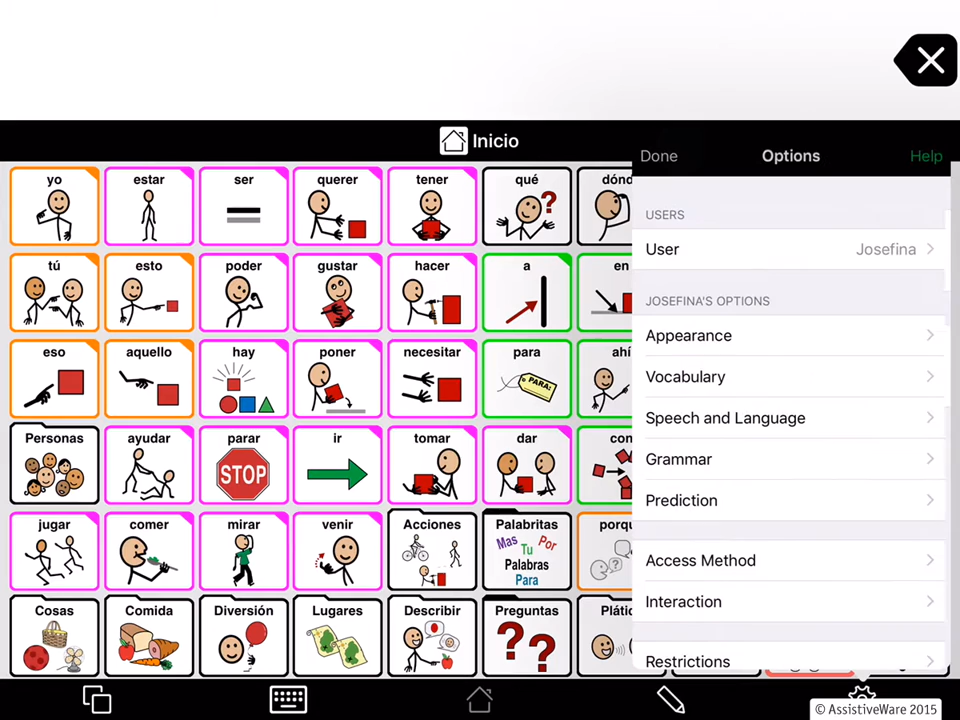 Inicio
Done Options Help
yo estar ser querer tener qué
USERS
User Josefina
tú esto poder gustar hacer a en
JOSEFINA'S OPTIONS
Appearance
eso aquello hay poner necesitar para ahí
PARA:
Vocabulary
Speech and Language
Personas ayudar parar ir tomar dar con
STOP
Grammar
Prediction
jugar comer mirar venir Acciones Palabritas
Mas Tu Por
Palabras
Para
Access Method
Interaction
Cosas Comida Diversión Lugares Describir Preguntas
Restrictions
© AssistiveWare 2015